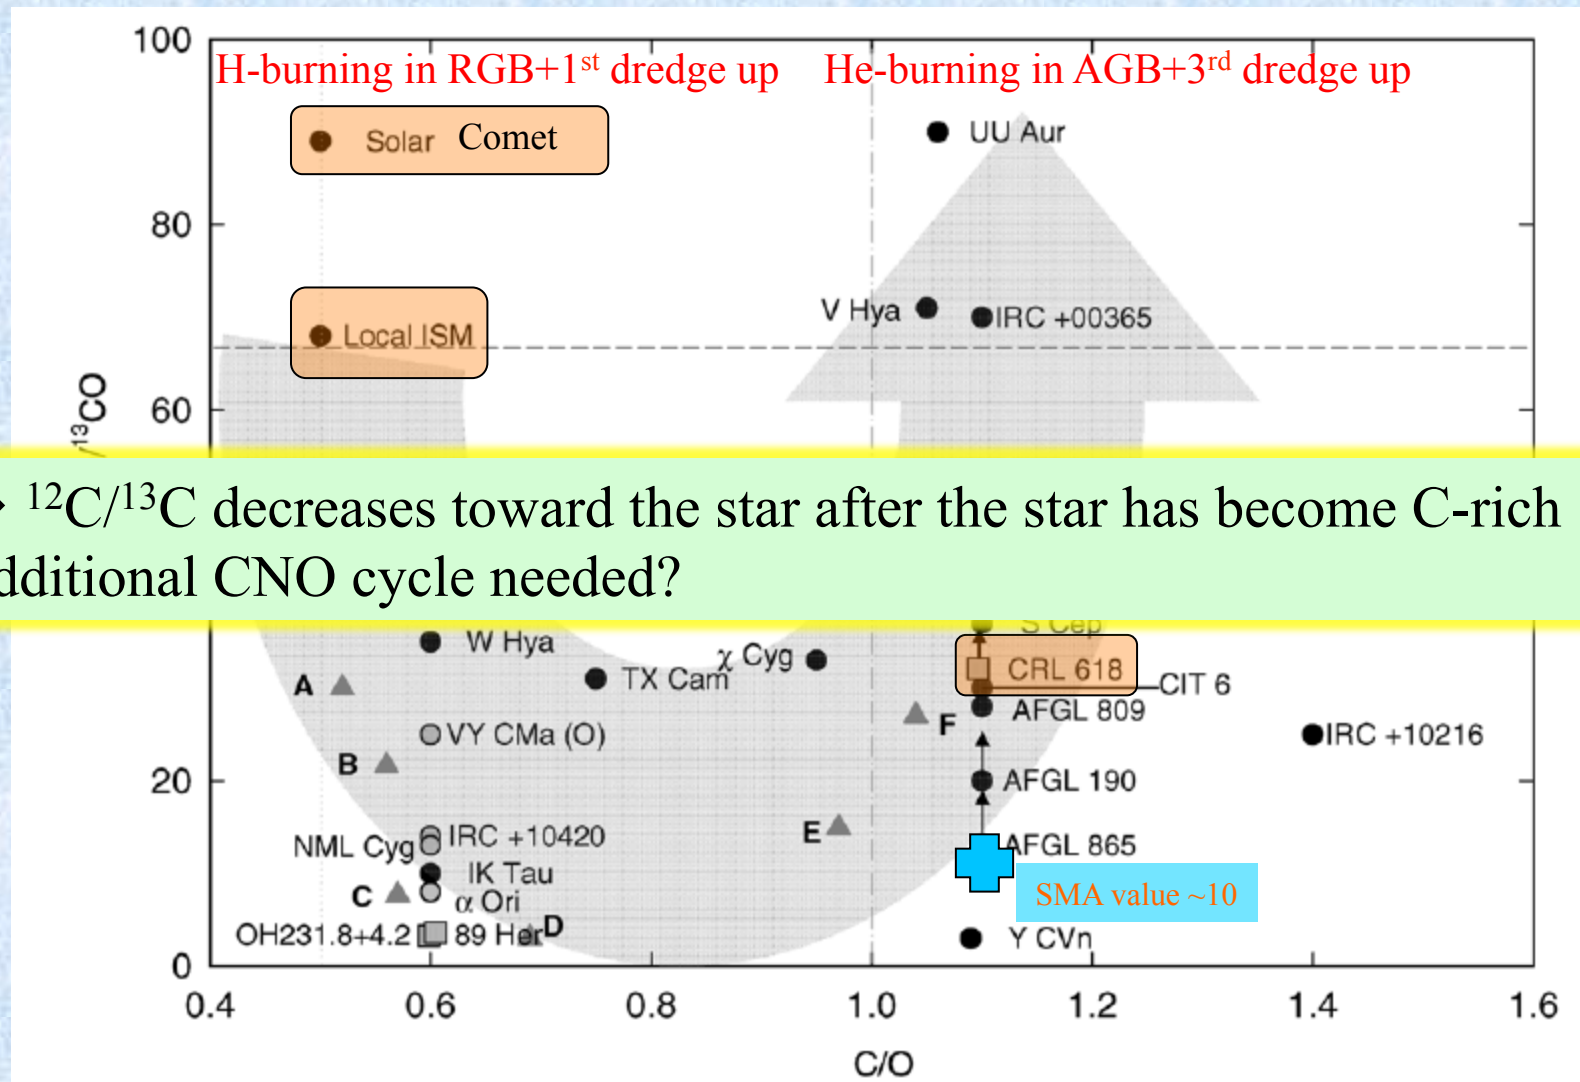 100
H-burning in RGB+1st dredge up
He-burning in AGB+3rd dredge up
Solar
Comet
UU Aur
80
V Hya
IRC +00365
Local ISM
60
/13CO
12C/13C decreases toward the star after the star has become C-rich
dditional CNO cycle needed?
S Cep
W Hya
χ Cyg
TX Cam
CRL 618
CIT 6
A
AFGL 809
F
VY CMa (O)
IRC +10216
B
20
AFGL 190
E
IRC +10420
NML Cyg
AFGL 865
IK Tau
C
α Ori
SMA value ~10
OH231.8+4.2
89 Her
D
Y CVn
0
0.4
0.6
0.8
1.0
1.2
1.4
1.6
C/O